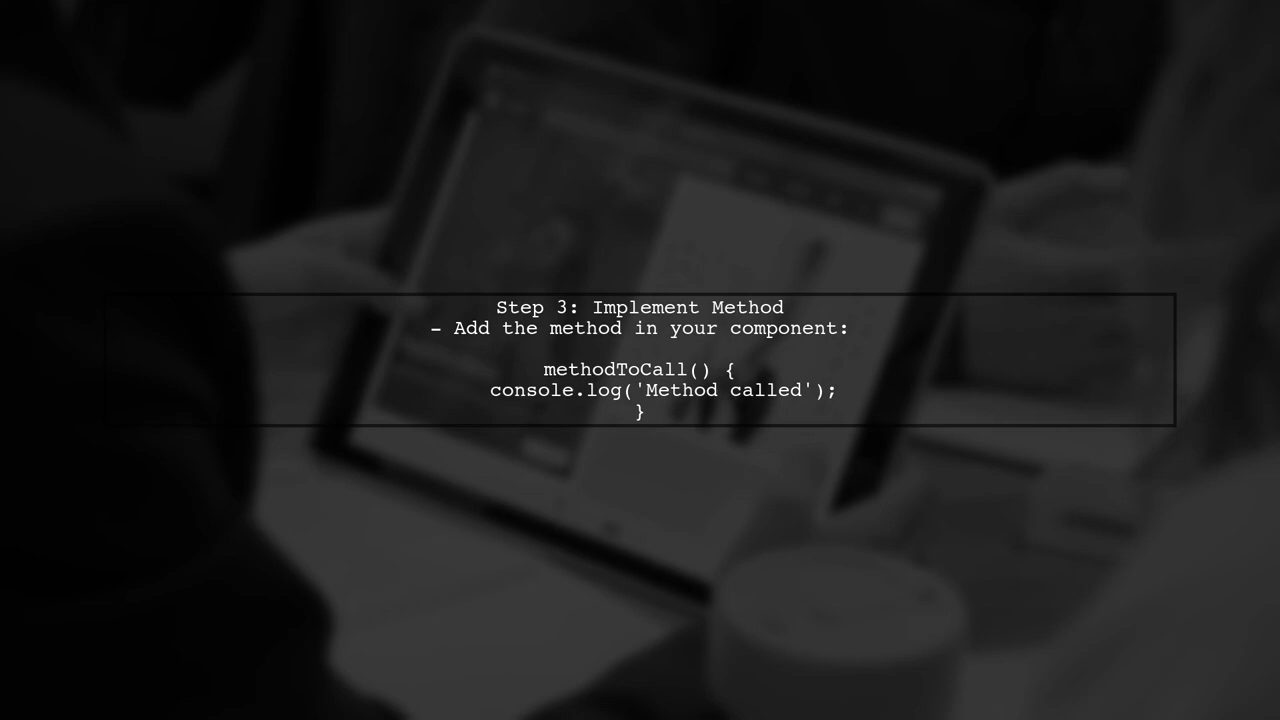 Step 3: Implement Method
- Add the method in your component:
methodToCall() {
console.log('Method called');
}